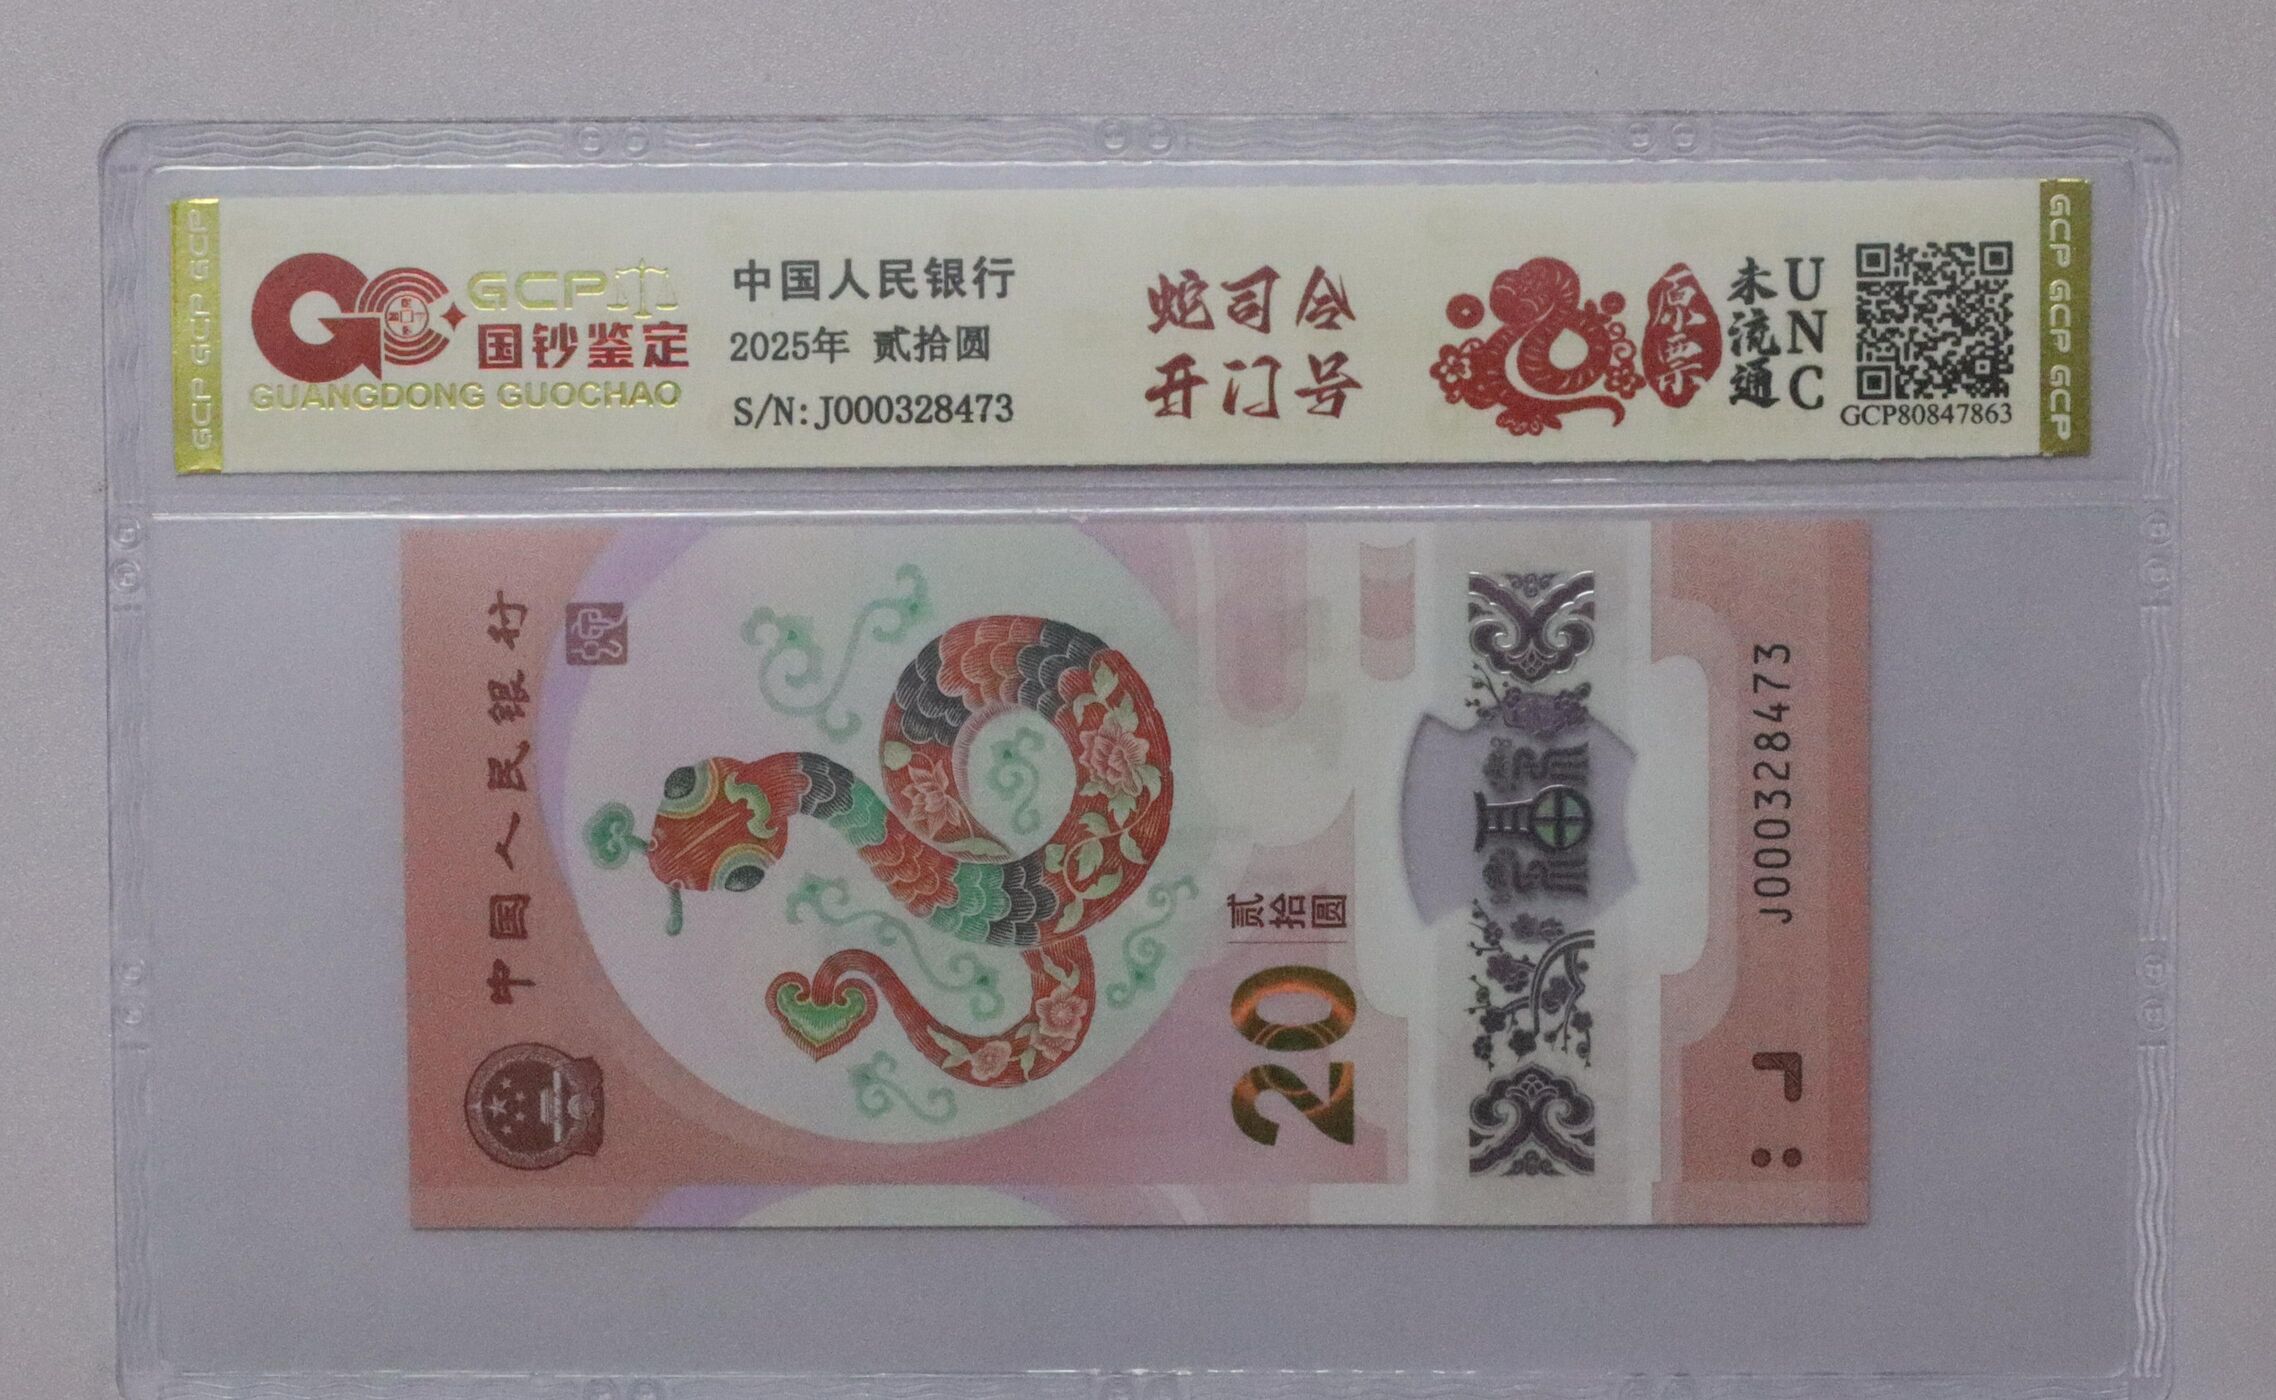 GCP GCP GCP
GCP
国钞鉴定
GUANGDONG GUOCHAO
中国人民银行
2025年 贰拾圆
S/N:J000328473
蛇司令
开门号
原票
未流通
UNC
GCP80847863
GCP GCP GCP
中国人民银行
贰拾圆
20
福
J000328473